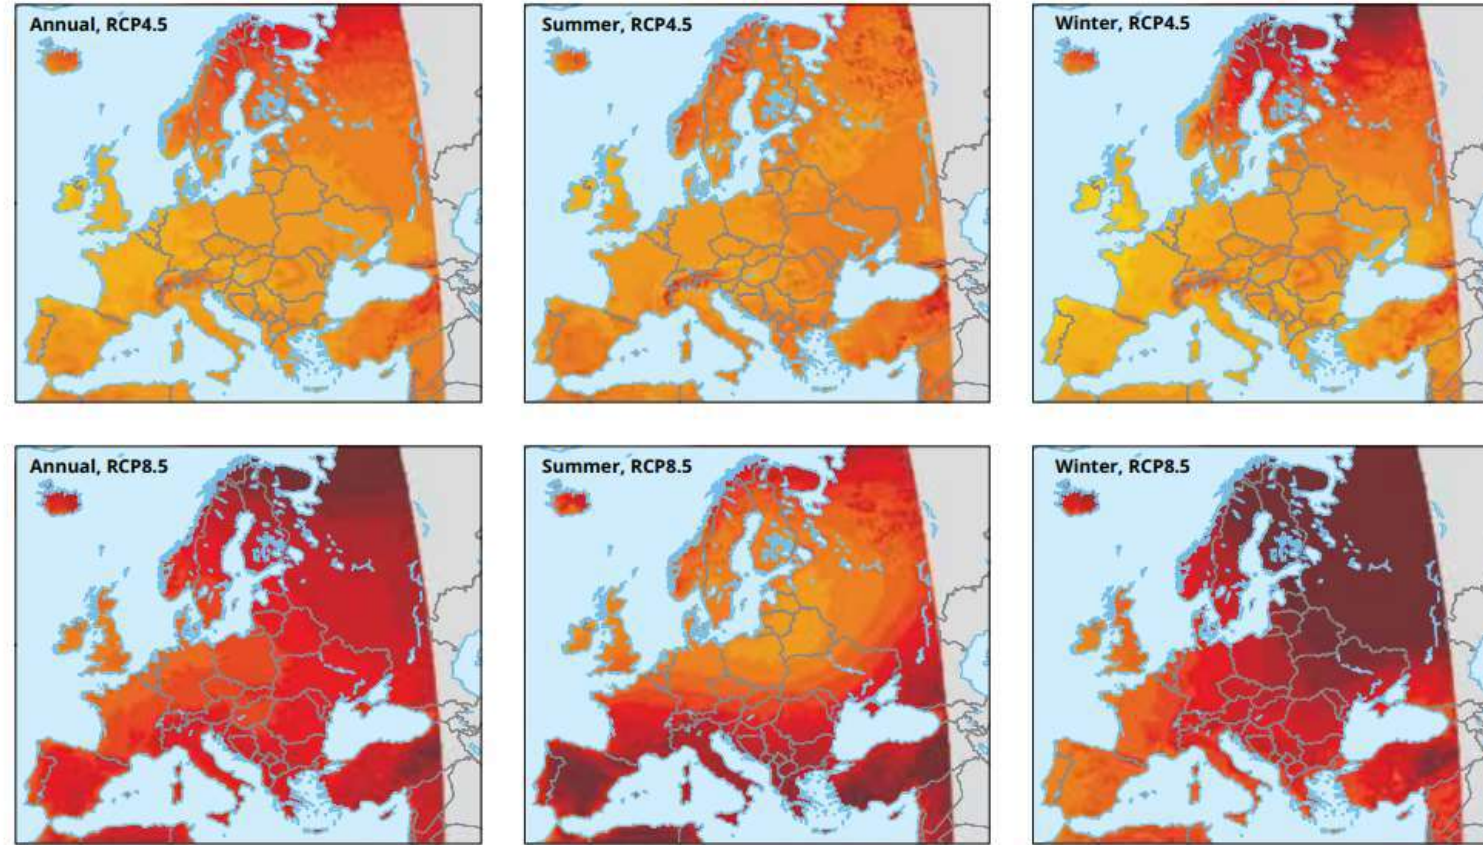 Annual, RCP4.5
Summer, RCP4.5
Winter, RCP4.5
Annual, RCP8.5
Summer, RCP8.5
Winter, RCP8.5